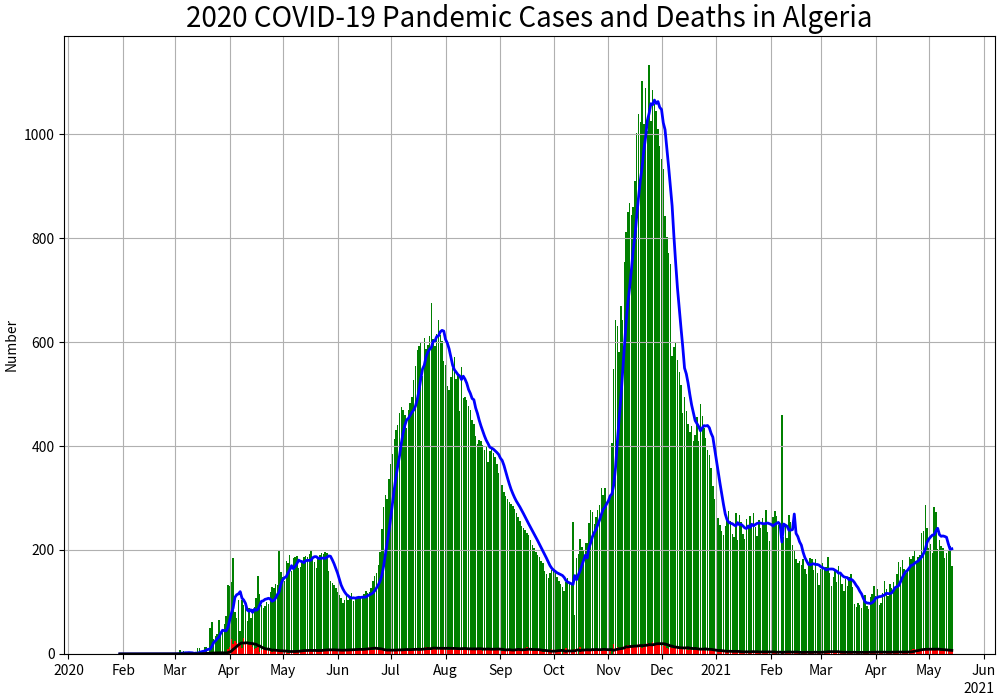 2020 COVID-19 Pandemic Cases and Deaths in Algeria
Number
1000
800
600
400
200
0
2020 Feb Mar Apr May Jun Jul Aug Sep Oct Nov Dec 2021 Feb Mar Apr May Jun
2021